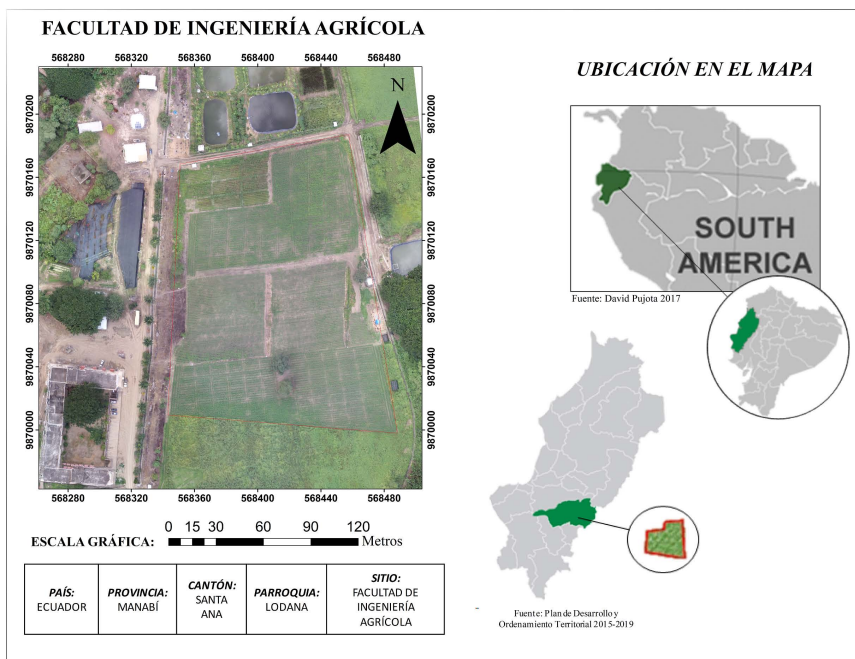 FACULTAD DE INGENIERÍA AGRÍCOLA
568280 568320 568360 568400 568440 568480
9870200
9870160
9870120
9870080
9870040
9870000
N
9870200
9870160
9870120
9870080
9870040
9870000
568280 568320 568360 568400 568440 568480
ESCALA GRÁFICA:
0 15 30 60 90 120
Metros
PAÍS:
ECUADOR
PROVINCIA:
MANABÍ
CANTÓN:
SANTA
ANA
PARROQUIA:
LODANA
SITIO:
FACULTAD DE
INGENIERÍA
AGRÍCOLA
UBICACIÓN EN EL MAPA
SOUTH
AMERICA
Fuente: David Pujota 2017
Fuente: Plan de Desarrollo y
Ordenamiento Territorial 2015-2019